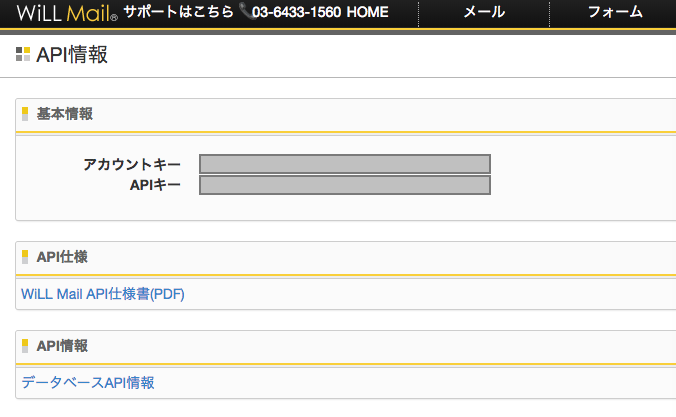 WiLL Mail® サポートはこちら 📞03-6433-1560 HOME メール フォーム
API情報
基本情報
アカウントキー
APIキー
API仕様
WiLL Mail API仕様書(PDF)
API情報
データベースAPI情報